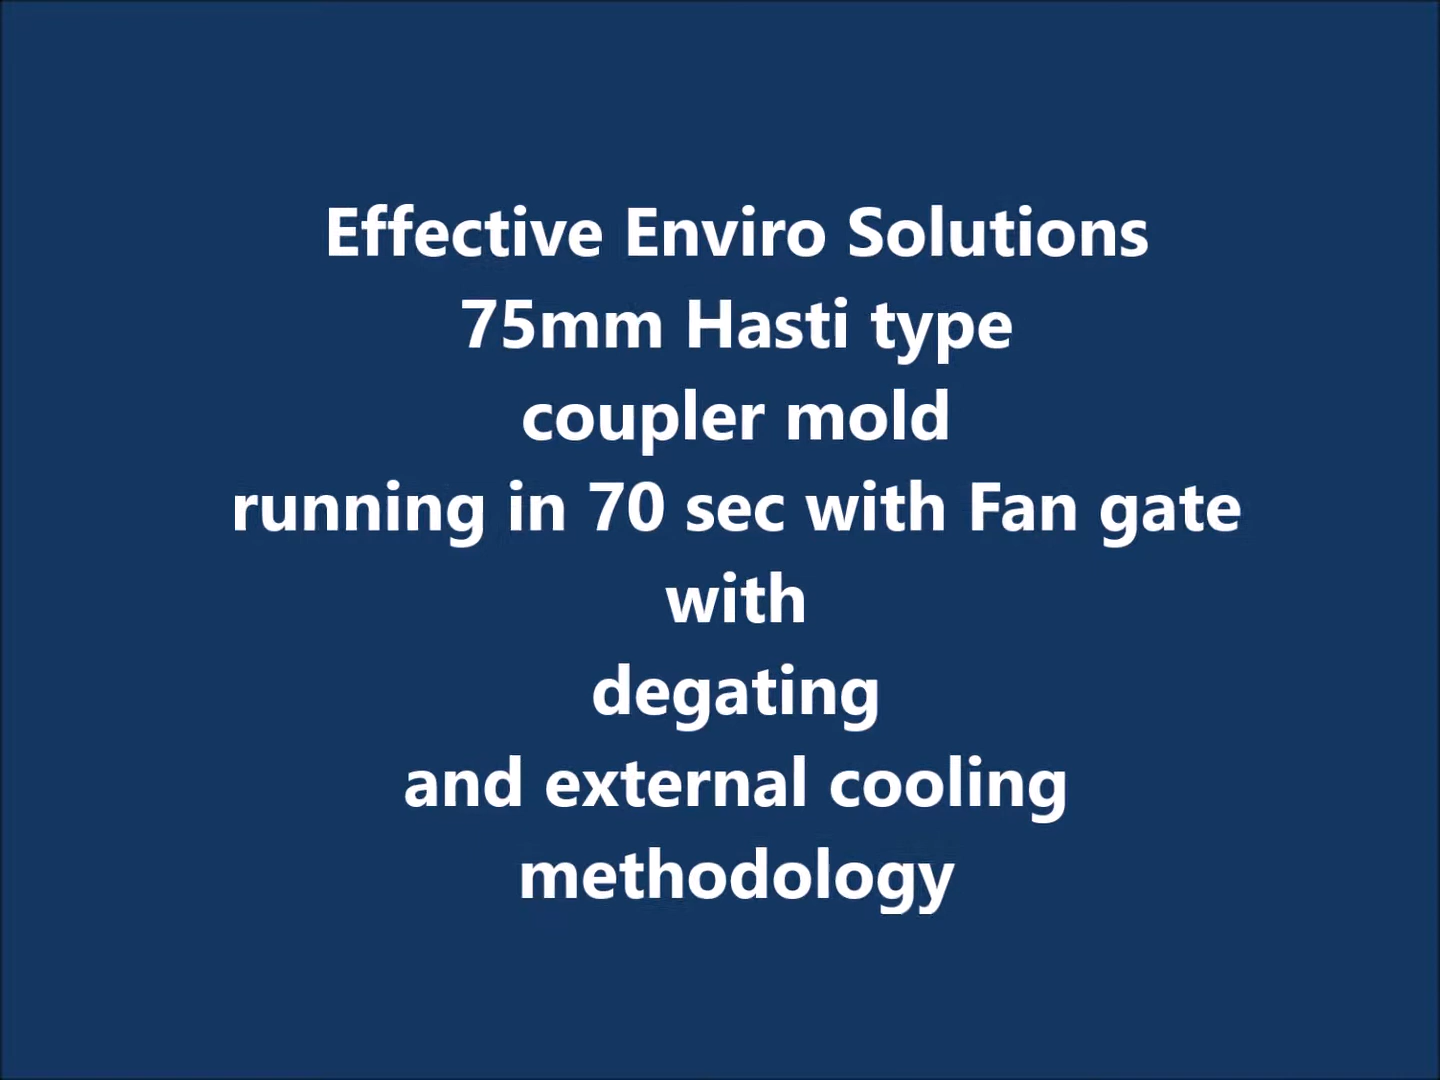 Effective Enviro Solutions
75mm Hasti type
coupler mold
running in 70 sec with Fan gate
with
degating
and external cooling
methodology